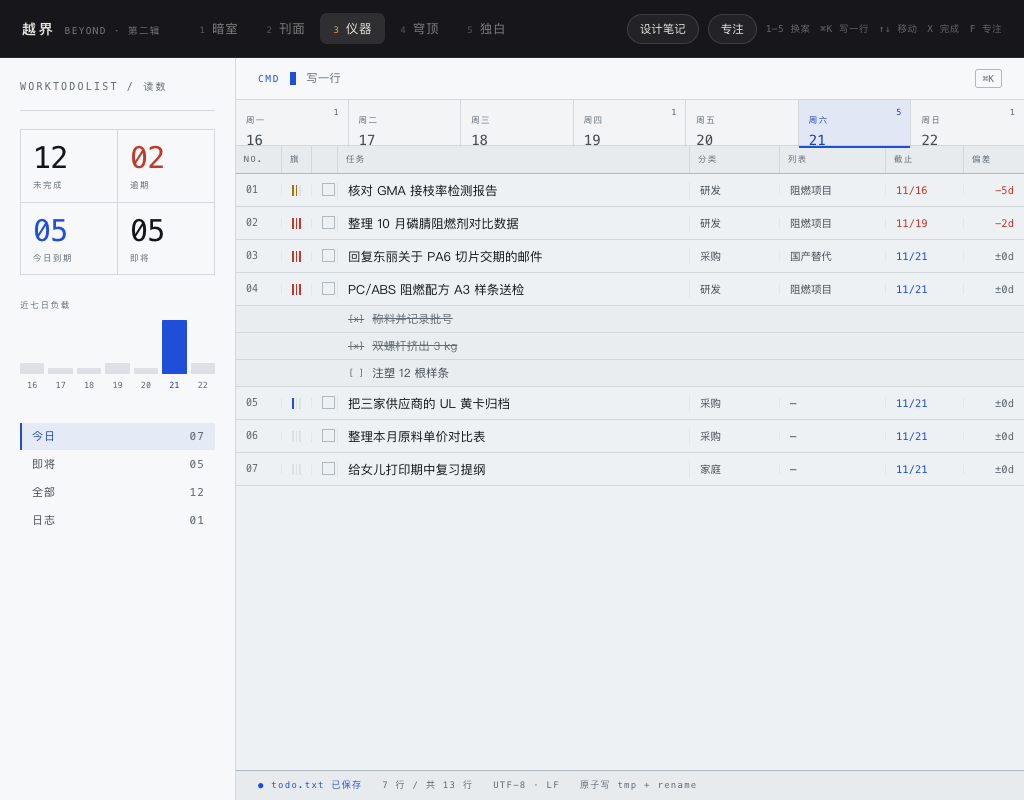 越界 BEYOND · 第二辑 1 暗室 2 刊面 3 仪器 4 穹顶 5 独白 设计笔记 专注 1–5 换案 ⌘K 写一行 ↑↓ 移动 X 完成 F 专注
WORKTODOLIST / 读数
12 未完成
02 逾期
05 今日到期
05 即将
近七日负载
16 17 18 19 20 21 22
今日 07
即将 05
全部 12
日志 01
CMD 写一行 ⌘K
周一 1 周二 周三 周四 1 周五 周六 5 周日 1
16 17 18 19 20 21 22
NO. 旗 任务 分类 列表 截止 偏差
01 核对 GMA 接枝率检测报告 研发 阻燃项目 11/16 −5d
02 整理 10 月磷腈阻燃剂对比数据 研发 阻燃项目 11/19 −2d
03 回复东丽关于 PA6 切片交期的邮件 采购 国产替代 11/21 ±0d
04 PC/ABS 阻燃配方 A3 样条送检 研发 阻燃项目 11/21 ±0d
[x] 称料并记录批号
[x] 双螺杆挤出 3 kg
[ ] 注塑 12 根样条
05 把三家供应商的 UL 黄卡归档 采购 — 11/21 ±0d
06 整理本月原料单价对比表 采购 — 11/21 ±0d
07 给女儿打印期中复习提纲 家庭 — 11/21 ±0d
● todo.txt 已保存 7 行 / 共 13 行 UTF−8 · LF 原子写 tmp + rename